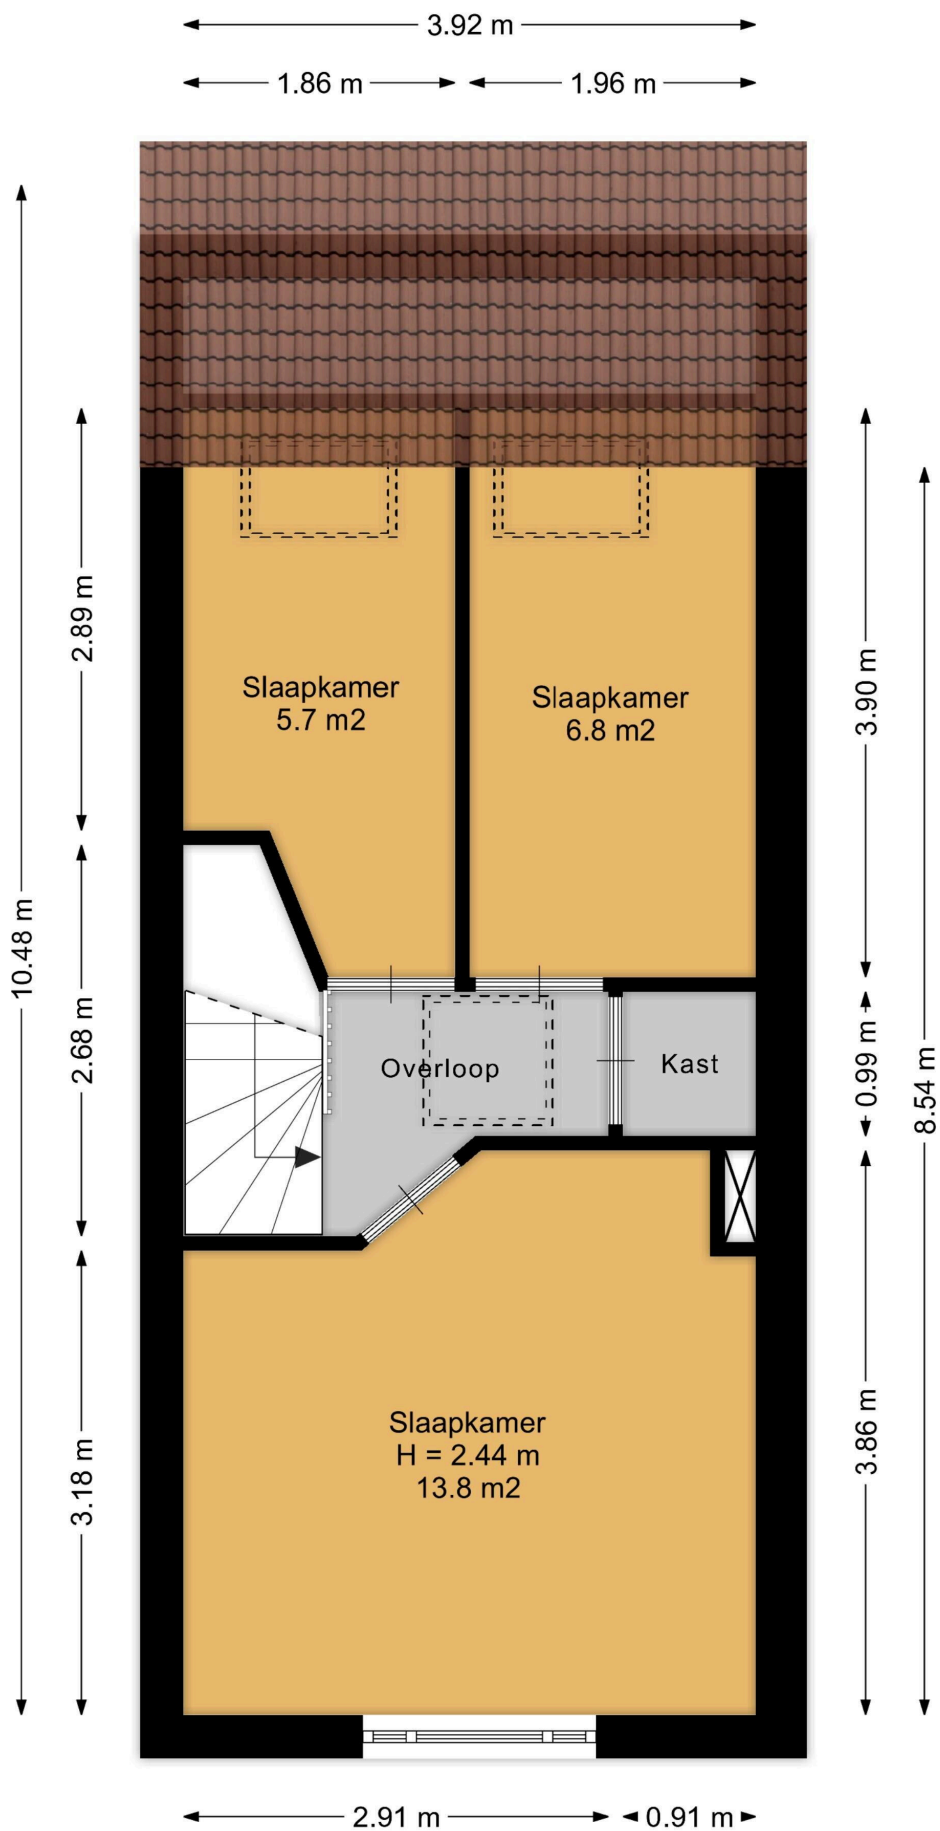 3.92 m
1.86 m
1.96 m
2.89 m
Slaapkamer
5.7 m2
Slaapkamer
6.8 m2
3.90 m
10.48 m
2.68 m
Overloop
Kast
0.99 m
8.54 m
Slaapkamer
H = 2.44 m
13.8 m2
3.18 m
3.86 m
2.91 m
0.91 m